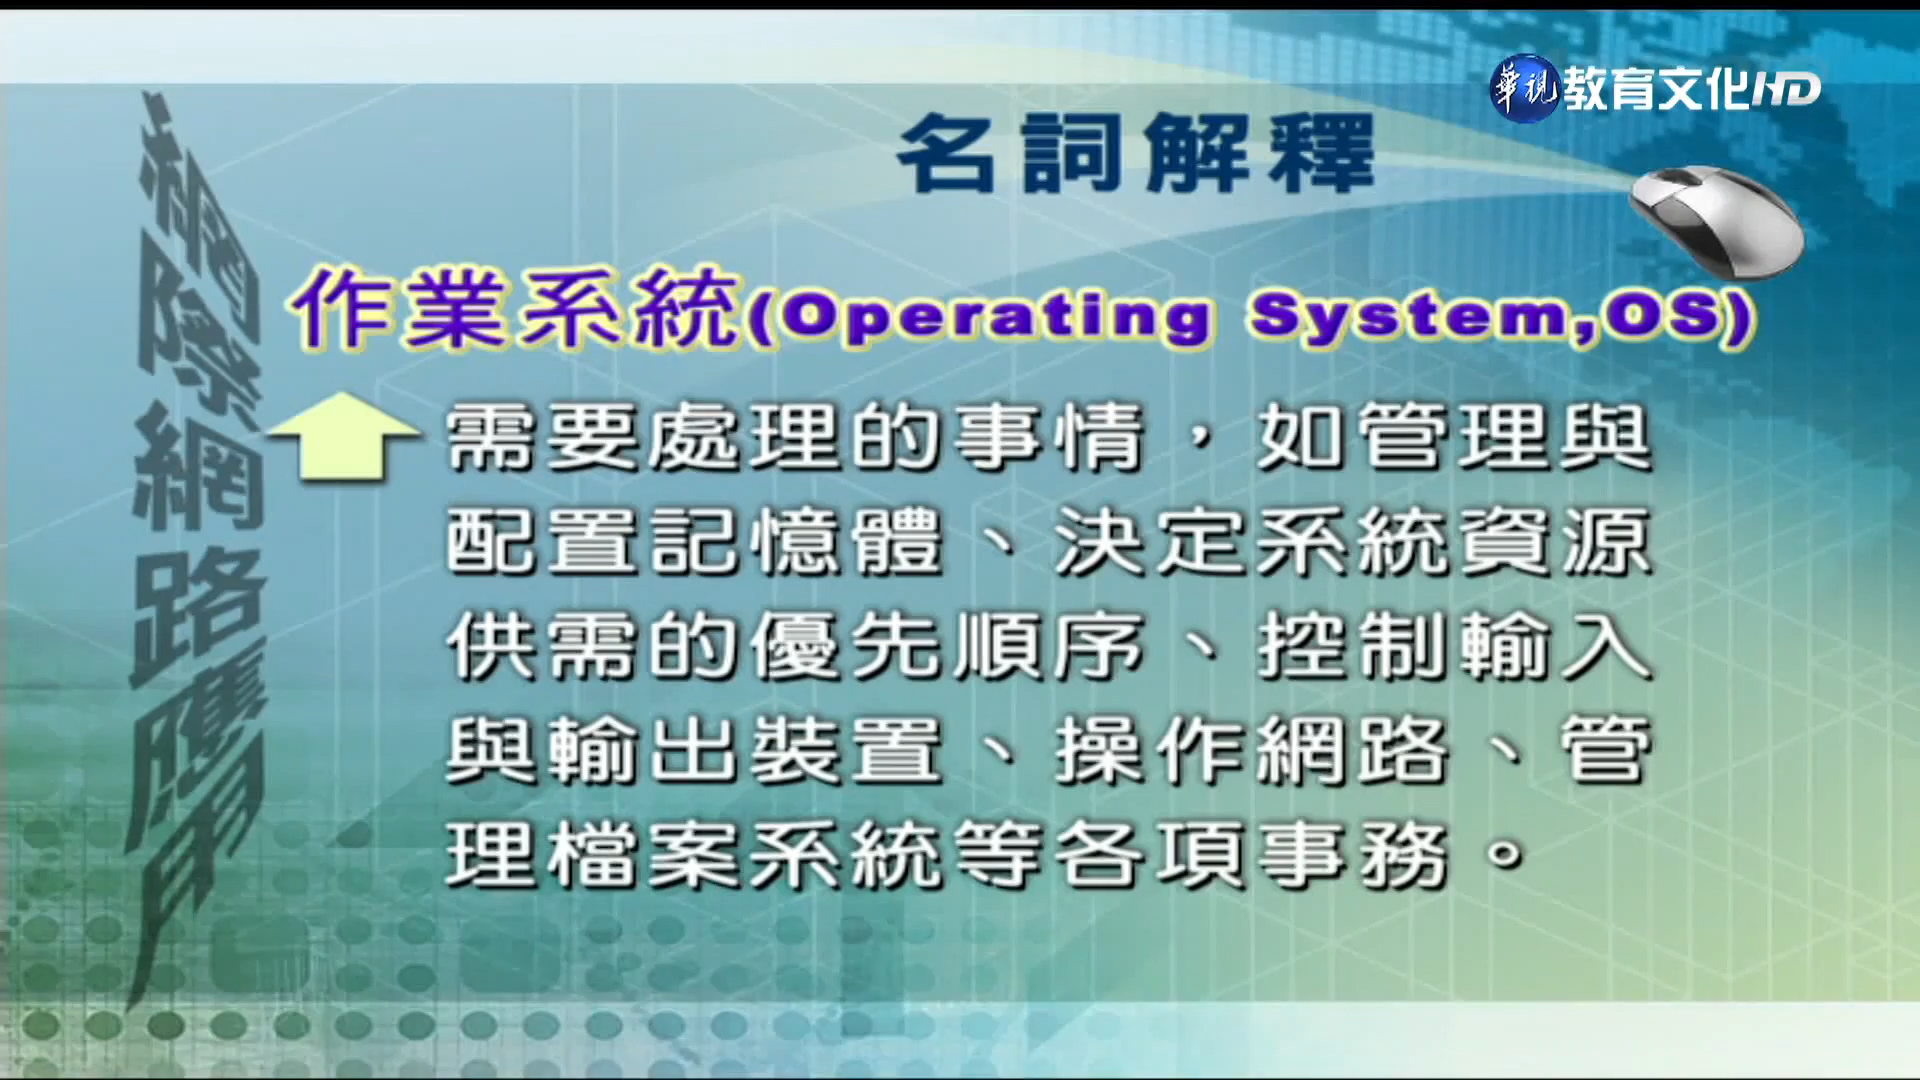 華視 教育文化HD
名詞解釋
網際網路應用
作業系統(Operating System,OS)
需要處理的事情，如管理與
配置記憶體、決定系統資源
供需的優先順序、控制輸入
與輸出裝置、操作網路、管
理檔案系統等各項事務。